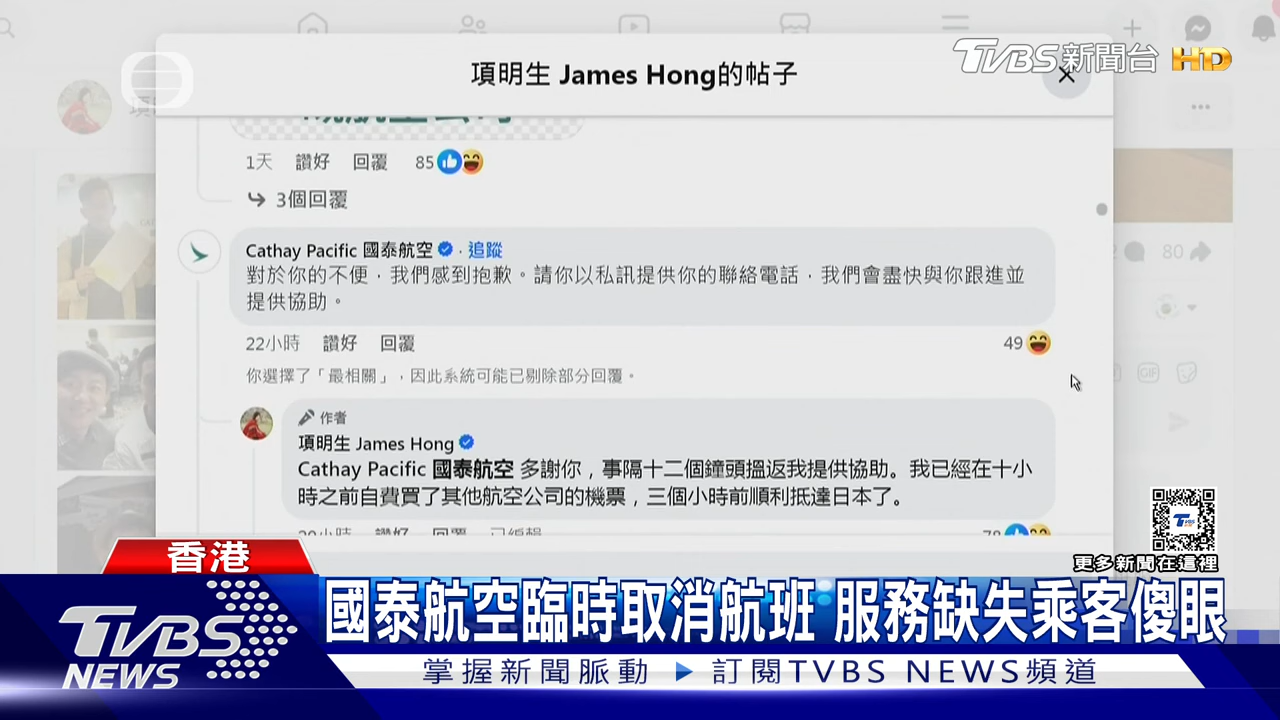 項明生 James Hong的帖子
TVBS新聞台 HD
1天 讚好 回覆 85
3個回覆
Cathay Pacific 國泰航空 · 追蹤
對於你的不便，我們感到抱歉。請你以私訊提供你的聯絡電話，我們會盡快與你跟進並
提供協助。
22小時 讚好 回覆 49
你選擇了「最相關」，因此系統可能已剔除部分回覆。
作者
項明生 James Hong
Cathay Pacific 國泰航空 多謝你，事隔十二個鐘頭搵返我提供協助。我已經在十小
時之前自費買了其他航空公司的機票，三個小時前順利抵達日本了。
80
GIF
更多新聞在這裡
香港
國泰航空臨時取消航班 服務缺失乘客傻眼
TVBS
NEWS
掌握新聞脈動 ▶ 訂閱TVBS NEWS頻道